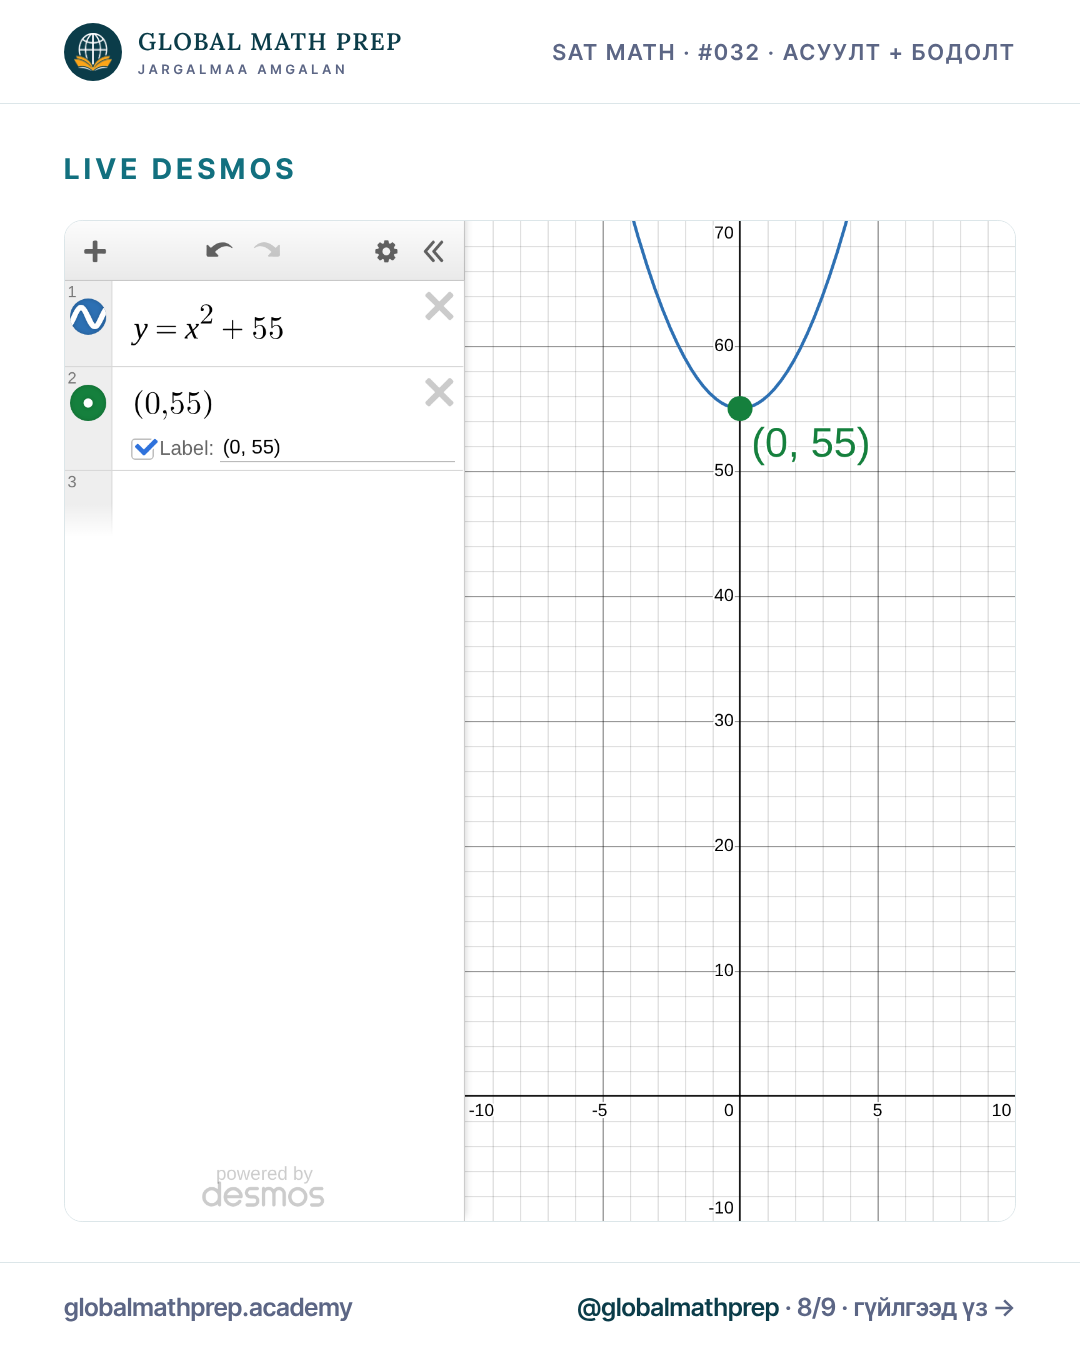 GLOBAL MATH PREP
JARGALMAA AMGALAN
SAT MATH · #032 · АСУУЛТ + БОДОЛТ
LIVE DESMOS
1
y = x² + 55
2
(0,55)
Label: (0, 55)
3
powered by
desmos
70
60
(0, 55)
50
40
30
20
10
-10 -5 0 5 10
-10
globalmathprep.academy
@globalmathprep · 8/9 · гүйлгээд үз →